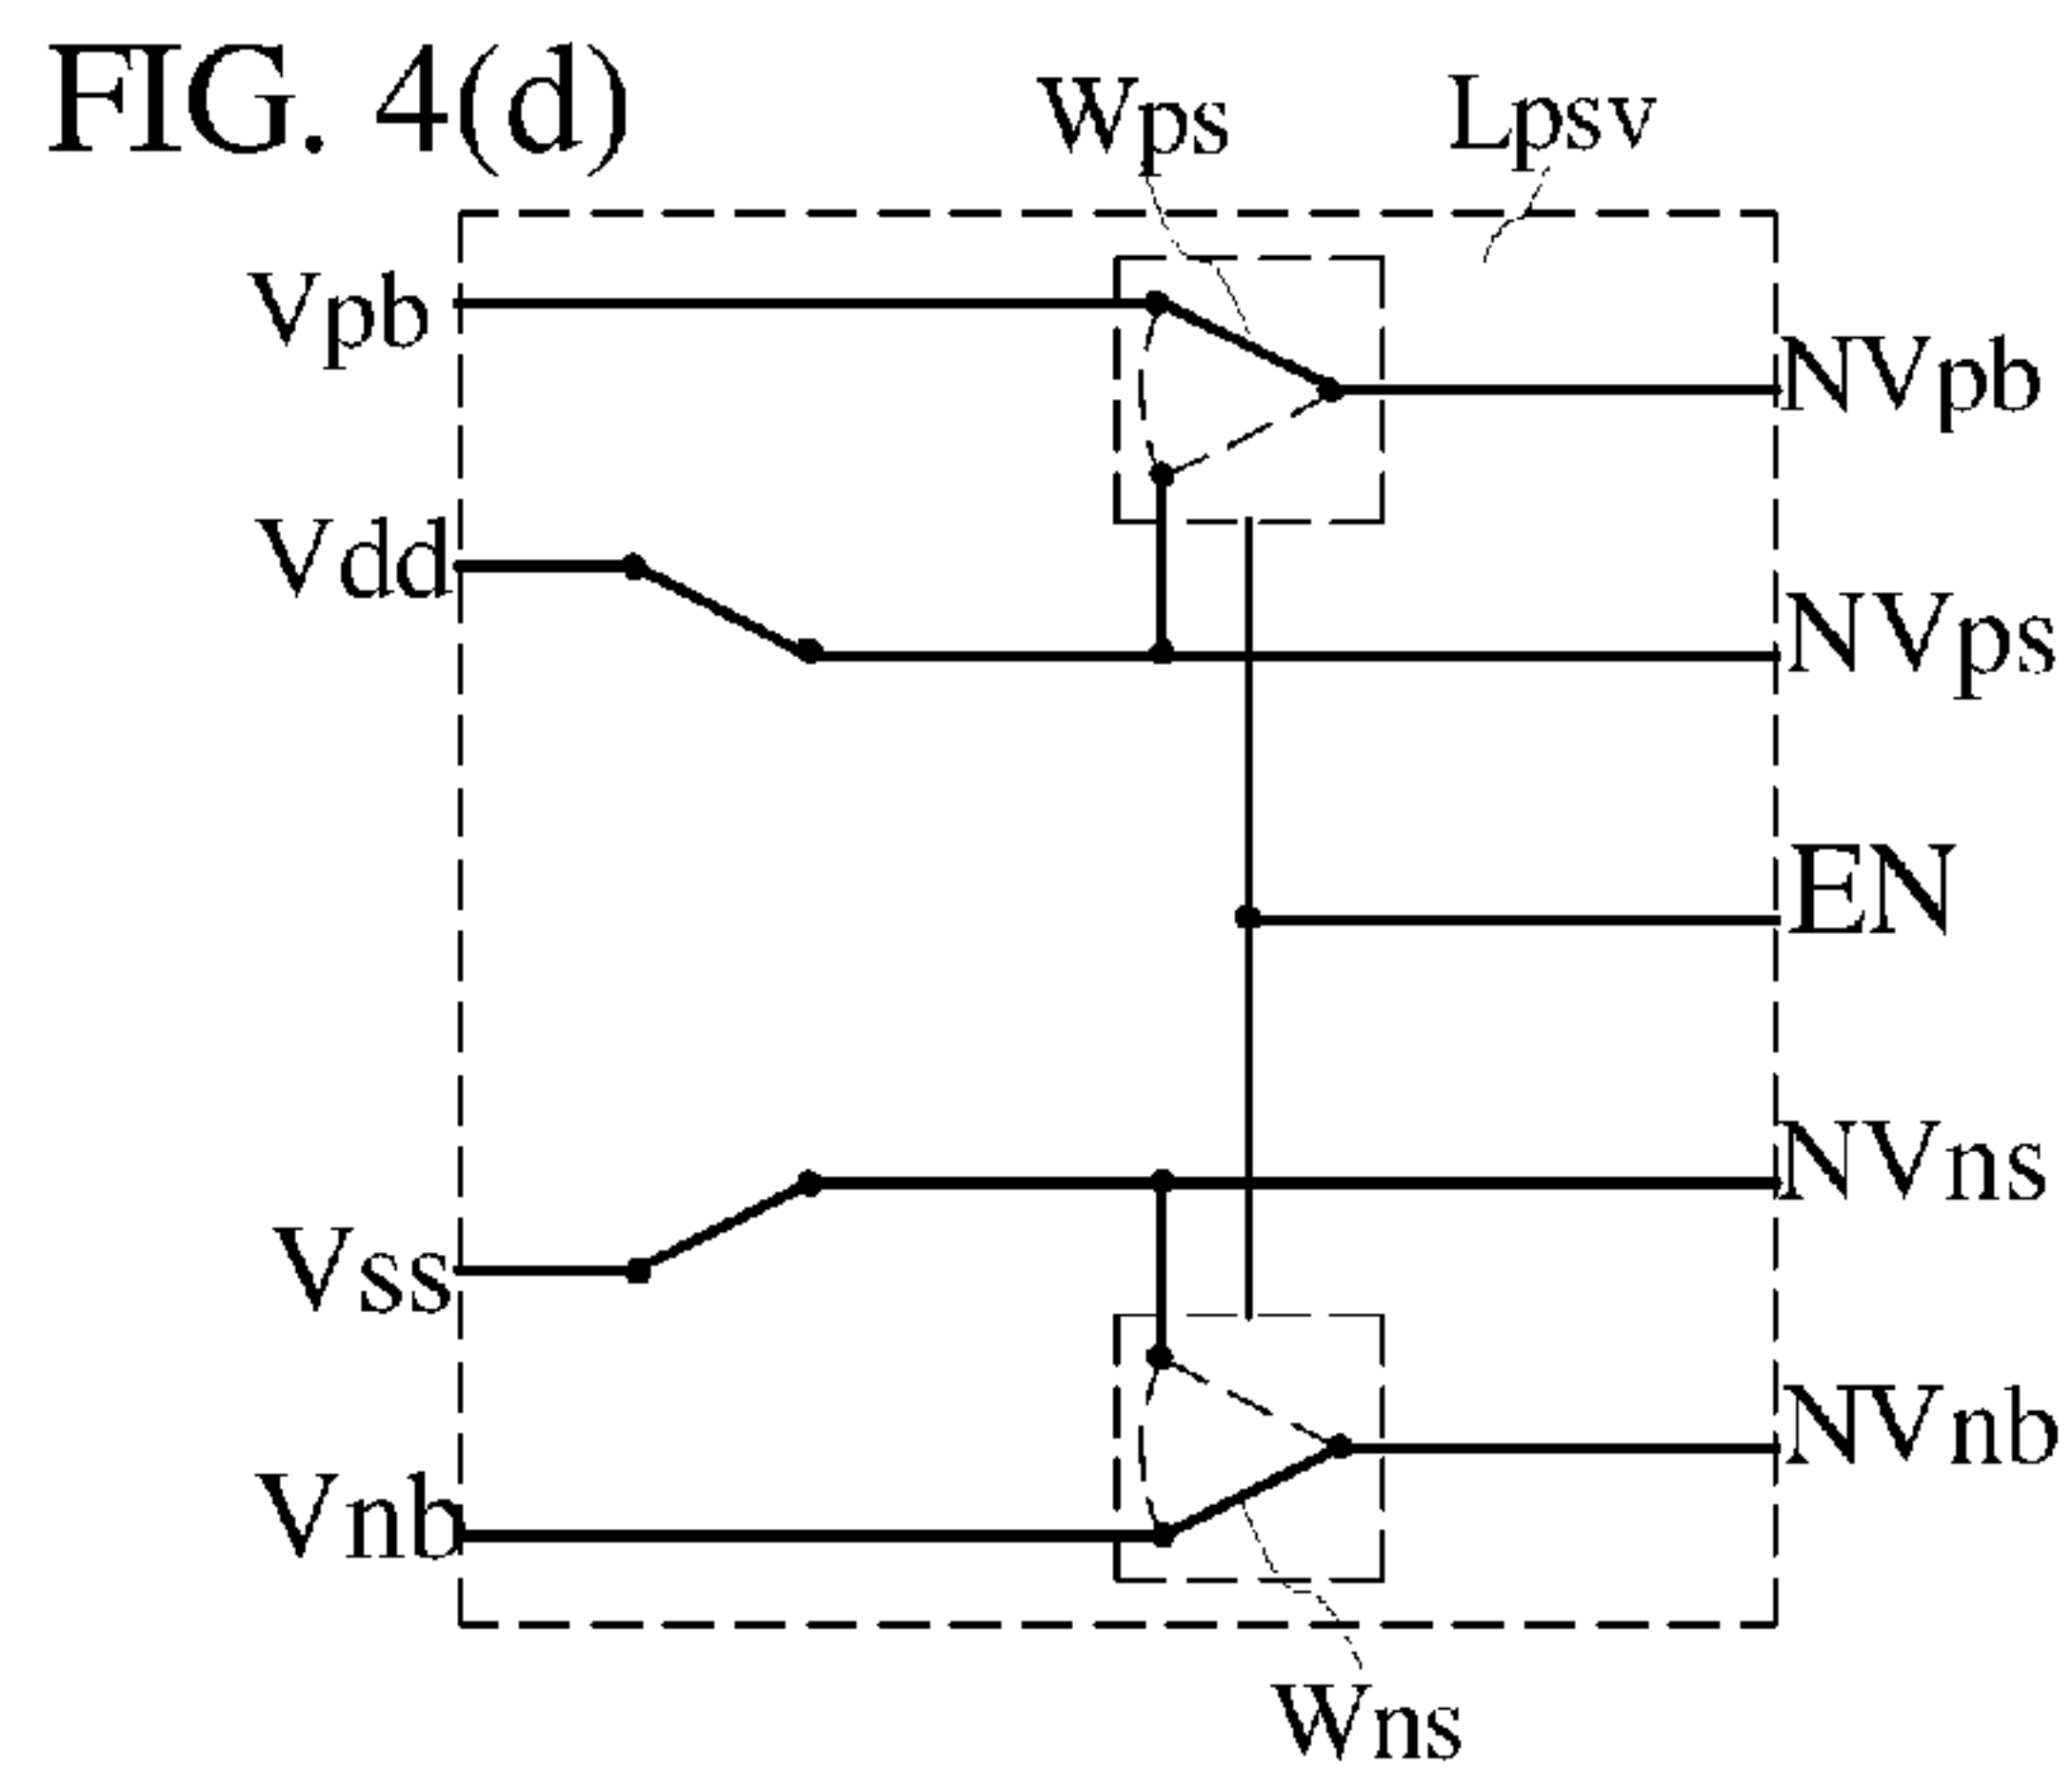 FIG. 4(d)
Wps
Lpsv
Vpb
NVpb
Vdd
NVps
EN
NVns
Vss
NVnb
Vnb
Wns